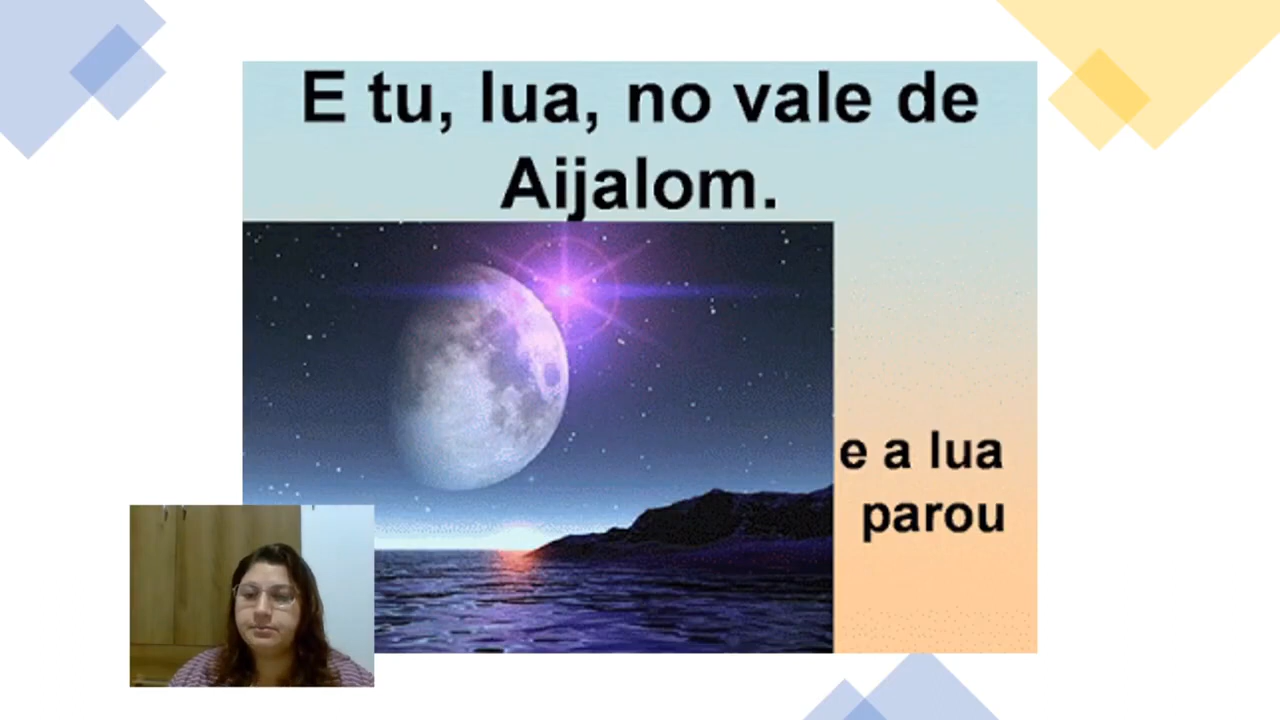 E tu, lua, no vale de
Aijalom.
e a lua
parou